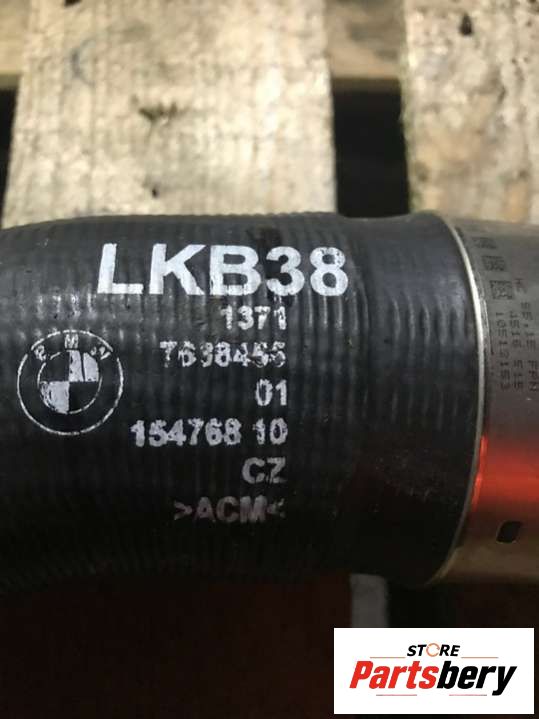 LKB38
1371
7638455
01
154768 10
CZ
>ACM<
BMW
STORE
Partsbery